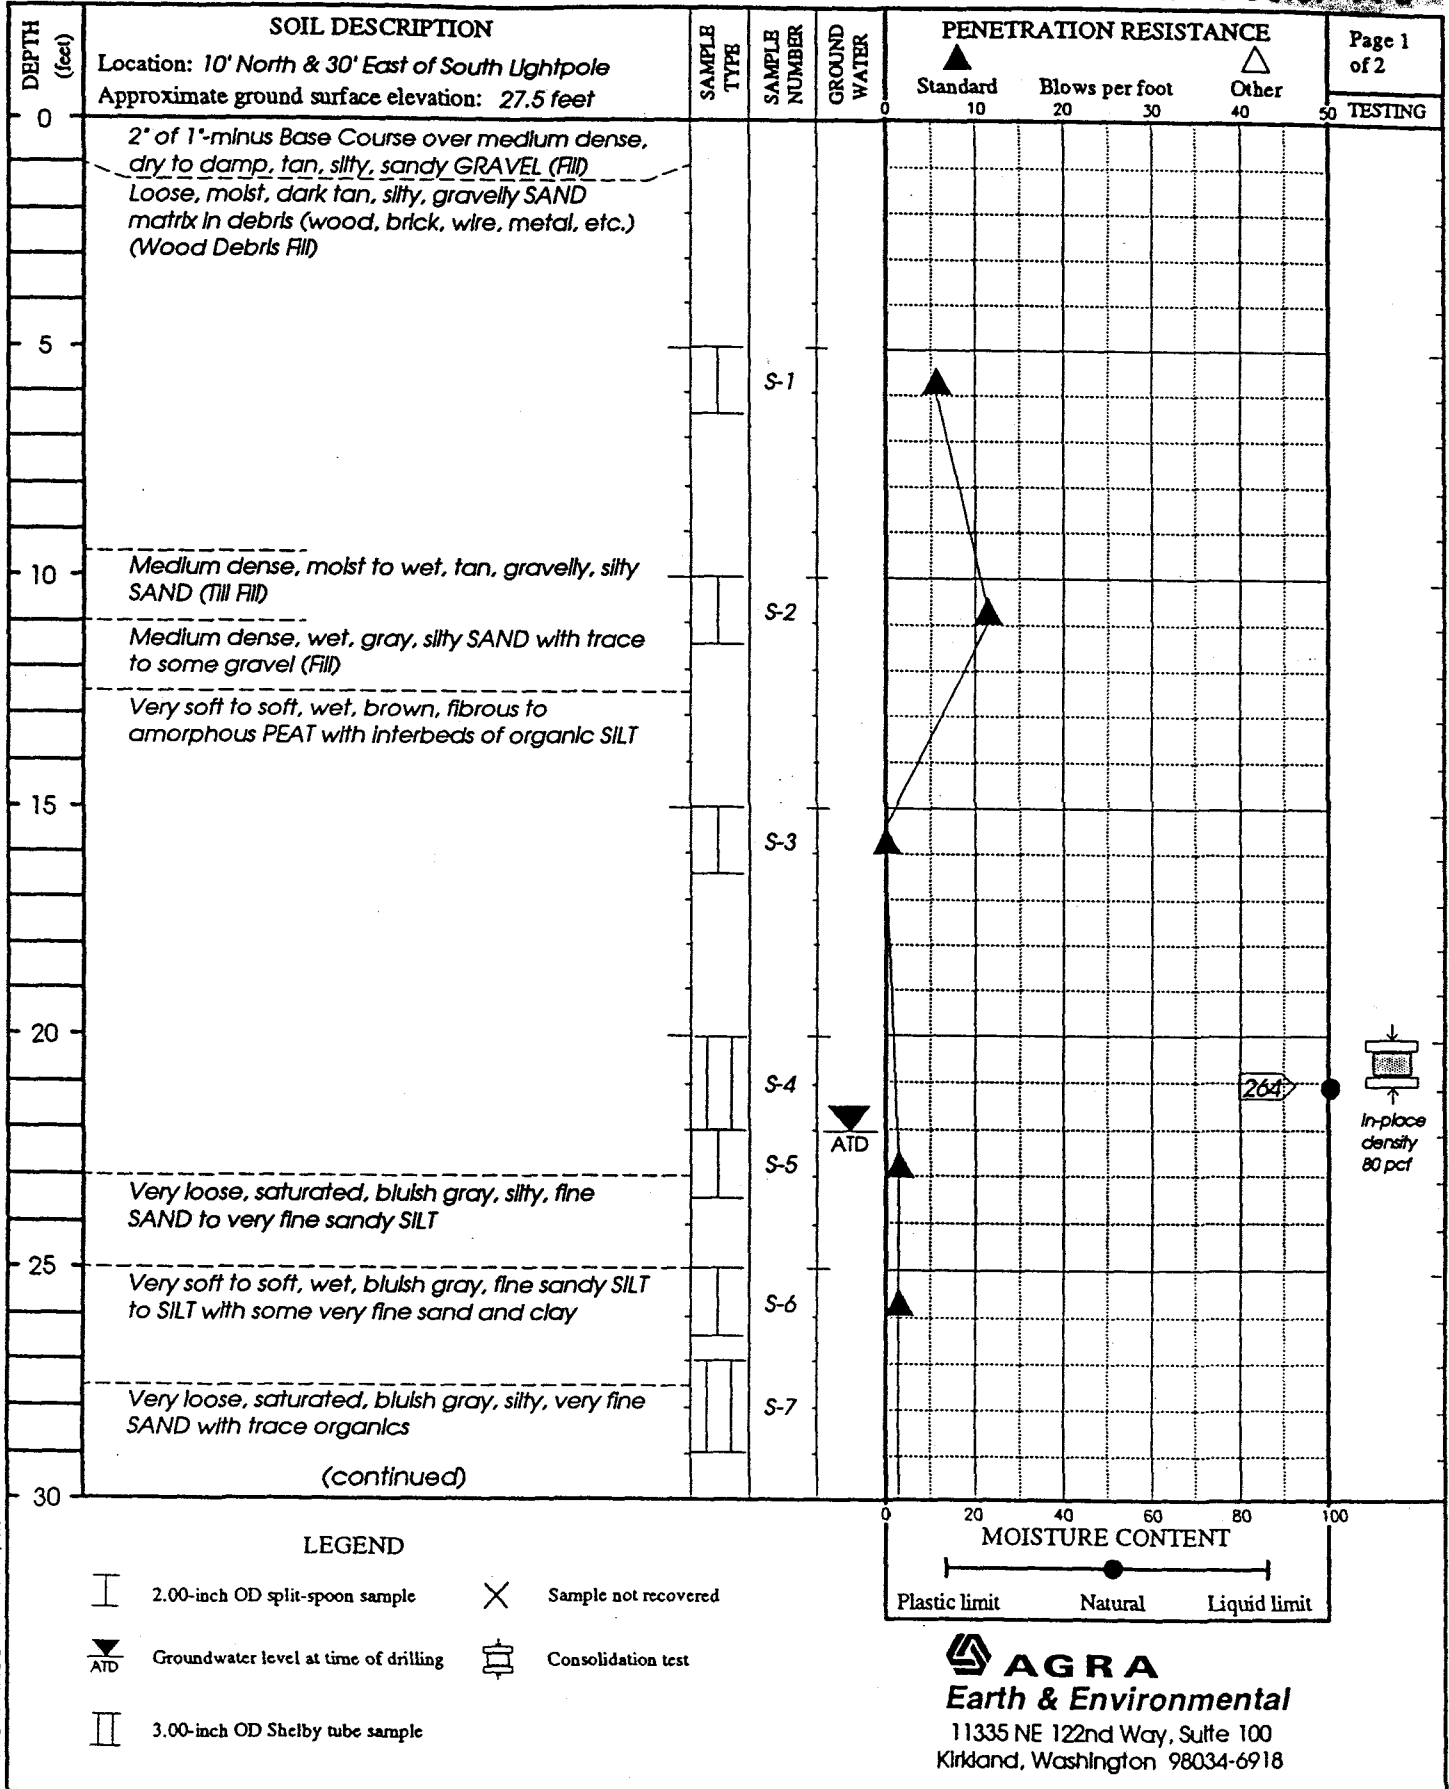 DEPTH (feet)
SOIL DESCRIPTION
Location: 10' North & 30' East of South Lightpole
Approximate ground surface elevation: 27.5 feet
SAMPLE TYPE
SAMPLE NUMBER
GROUND WATER
PENETRATION RESISTANCE
Standard Blows per foot Other
0 10 20 30 40 50
Page 1
of 2
TESTING
0
2" of 1"-minus Base Course over medium dense,
dry to damp, tan, silty, sandy GRAVEL (Fill)
Loose, moist, dark tan, silty, gravelly SAND
matrix in debris (wood, brick, wire, metal, etc.)
(Wood Debris Fill)
5
S-1
10
Medium dense, moist to wet, tan, gravelly, silty
SAND (Till Fill)
S-2
Medium dense, wet, gray, silty SAND with trace
to some gravel (Fill)
Very soft to soft, wet, brown, fibrous to
amorphous PEAT with interbeds of organic SILT
15
S-3
20
S-4
264
ATD
In-place
density
80 pcf
S-5
Very loose, saturated, bluish gray, silty, fine
SAND to very fine sandy SILT
25
Very soft to soft, wet, bluish gray, fine sandy SILT
to SILT with some very fine sand and clay
S-6
Very loose, saturated, bluish gray, silty, very fine
SAND with trace organics
S-7
(continued)
30
0 20 40 60 80 100
MOISTURE CONTENT
Plastic limit Natural Liquid limit
LEGEND
2.00-inch OD split-spoon sample
Sample not recovered
ATD
Groundwater level at time of drilling
Consolidation test
3.00-inch OD Shelby tube sample
AGRA
Earth & Environmental
11335 NE 122nd Way, Suite 100
Kirkland, Washington 98034-6918